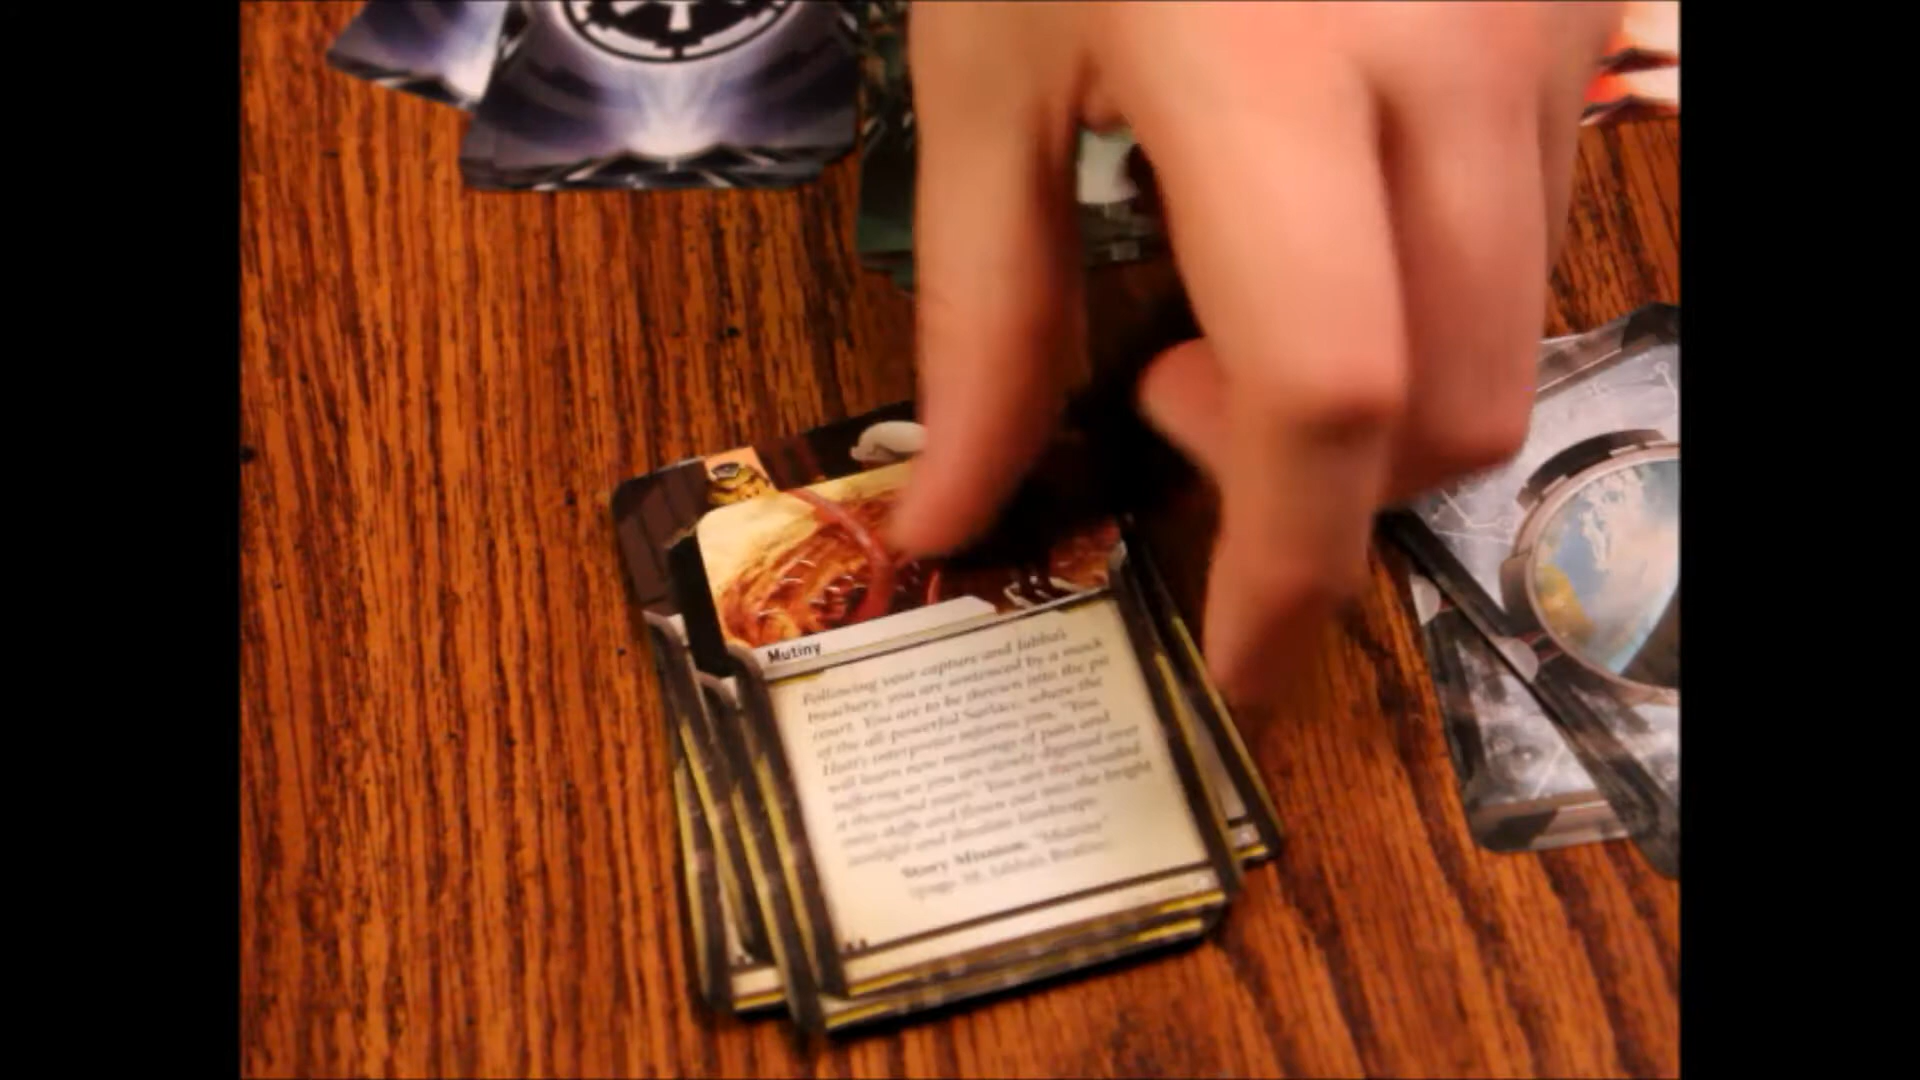 Mutiny
Following your capture and Jabba's
treachery, you are sentenced by a mock
court. You are to be thrown into the pit
of the all-powerful Sarlacc, where the
Hutt's interpreter informs you, "You
will learn new meanings of pain and
suffering as you are slowly digested over
a thousand years." You are then loaded
onto skiffs and flown out into the bright
sunlight and desolate landscape.
Story Mission: "Mutiny"
Jabba's Realm)